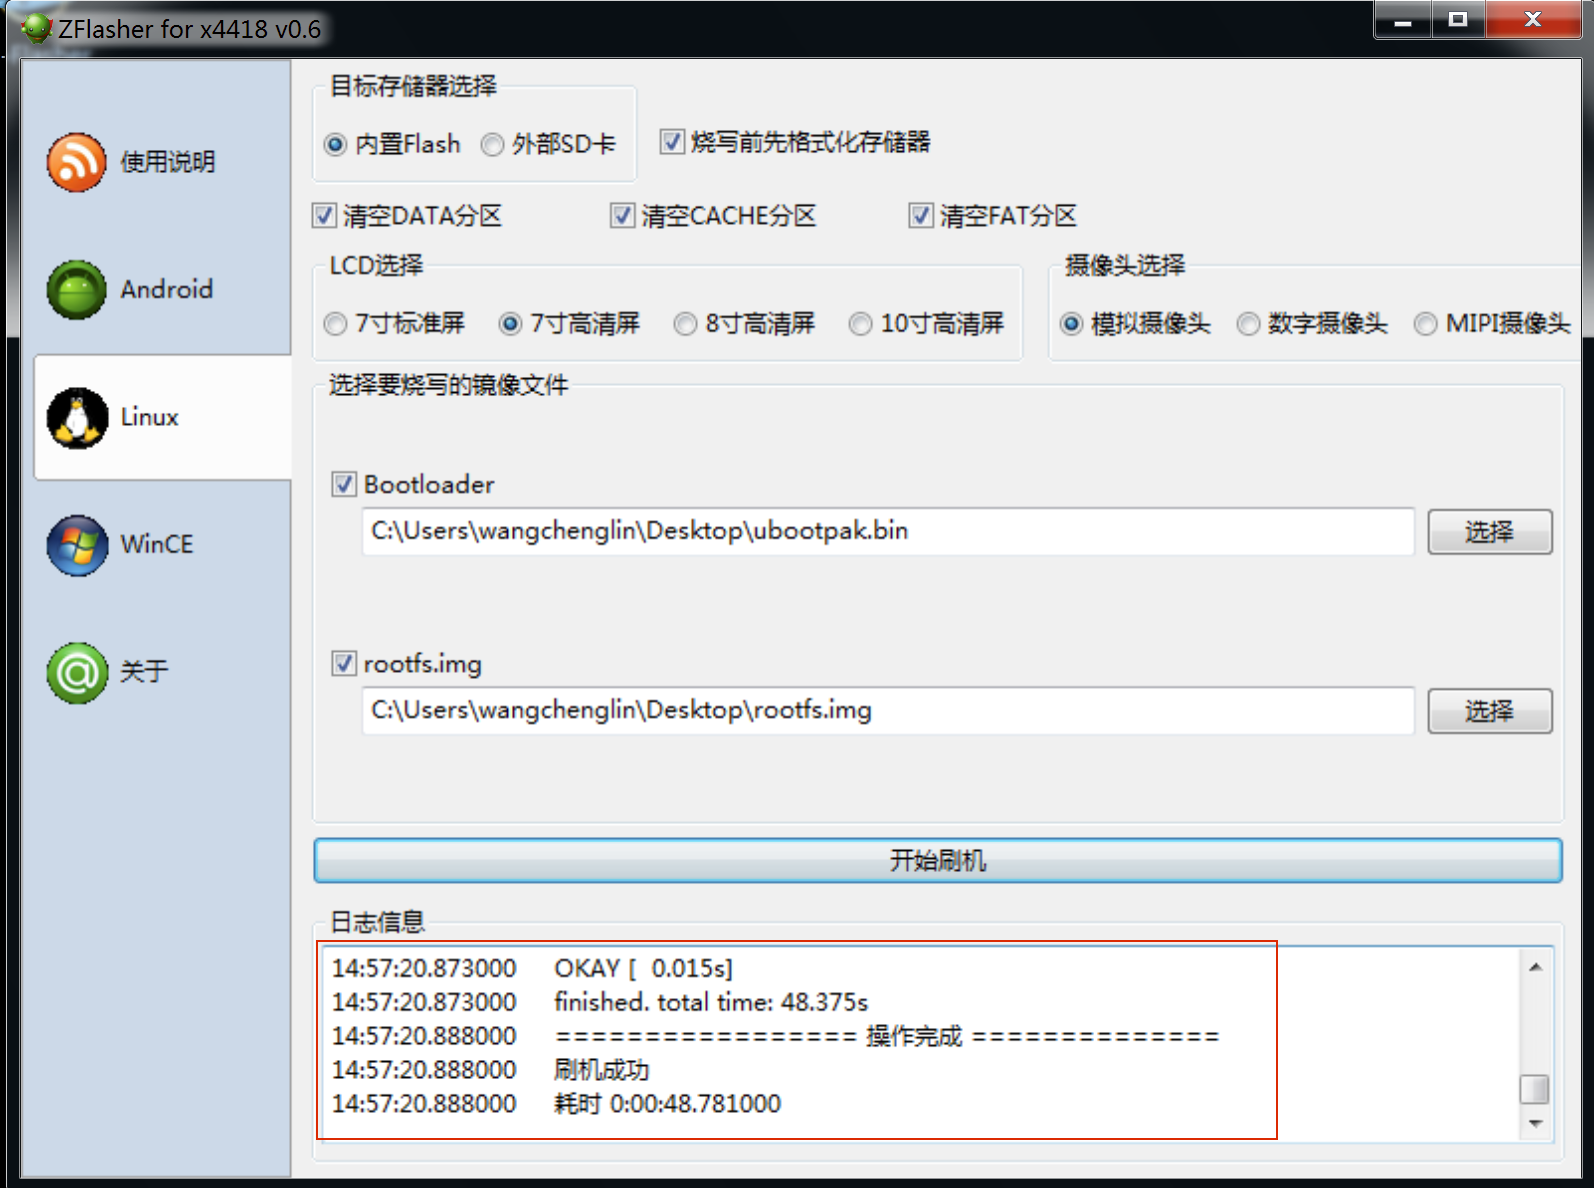 ZFlasher for x4418 v0.6
使用说明
Android
Linux
WinCE
关于
目标存储器选择
内置Flash 外部SD卡 烧写前先格式化存储器
清空DATA分区 清空CACHE分区 清空FAT分区
LCD选择 摄像头选择
7寸标准屏 7寸高清屏 8寸高清屏 10寸高清屏 模拟摄像头 数字摄像头 MIPI摄像头
选择要烧写的镜像文件
Bootloader
C:\Users\wangchenglin\Desktop\ubootpak.bin 选择
rootfs.img
C:\Users\wangchenglin\Desktop\rootfs.img 选择
开始刷机
日志信息
14:57:20.873000 OKAY [  0.015s]
14:57:20.873000 finished. total time: 48.375s
14:57:20.888000 ================= 操作完成 ==============
14:57:20.888000 刷机成功
14:57:20.888000 耗时 0:00:48.781000